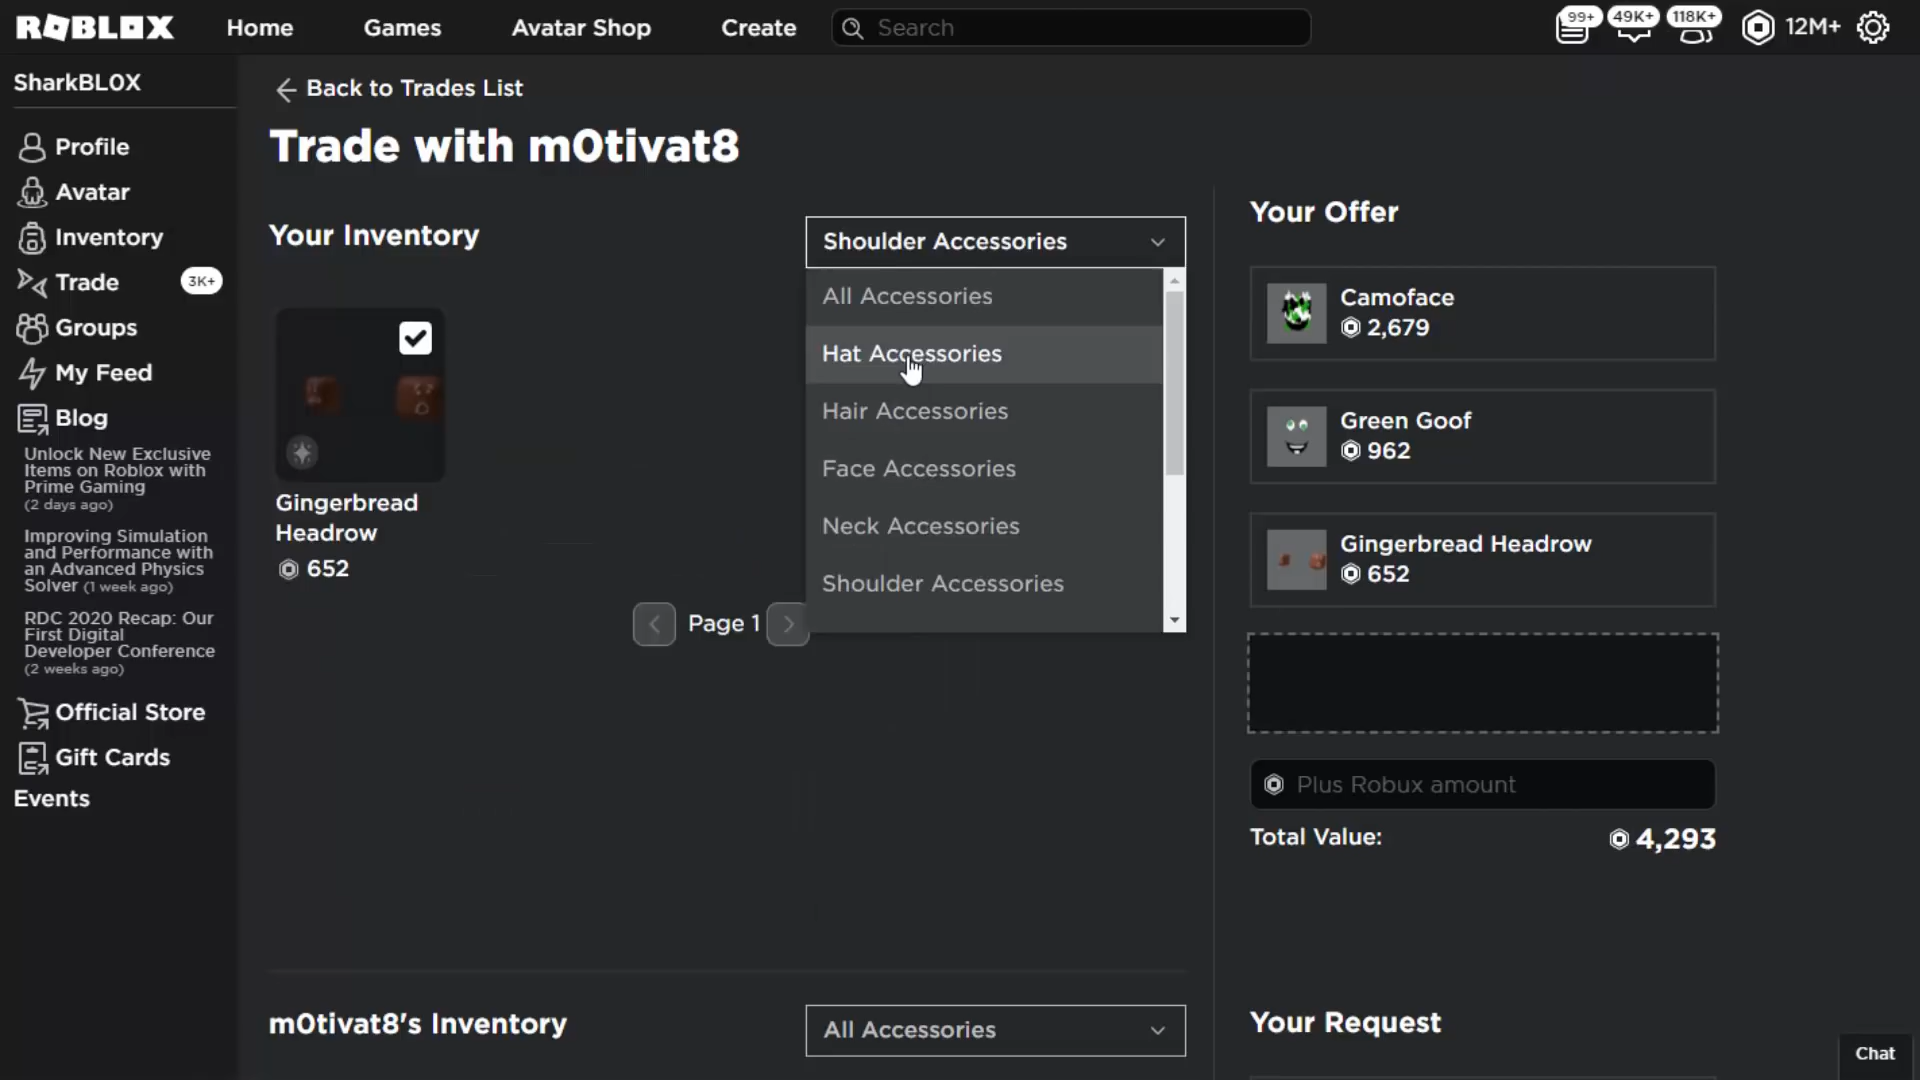 ROBLOX
Home
Games
Avatar Shop
Create
Search
99+
49K+
118K+
12M+
SharkBL0X
Profile
Avatar
Inventory
Trade
3K+
Groups
My Feed
Blog
Unlock New Exclusive
Items on Roblox with
Prime Gaming
(2 days ago)
Improving Simulation
and Performance with
an Advanced Physics
Solver (1 week ago)
RDC 2020 Recap: Our
First Digital
Developer Conference
(2 weeks ago)
Official Store
Gift Cards
Events
Back to Trades List
Trade with m0tivat8
Your Inventory
Shoulder Accessories
All Accessories
Hat Accessories
Hair Accessories
Face Accessories
Neck Accessories
Shoulder Accessories
Gingerbread
Headrow
652
Page 1
m0tivat8's Inventory
All Accessories
Your Offer
Camoface
2,679
Green Goof
962
Gingerbread Headrow
652
Plus Robux amount
Total Value:
4,293
Your Request
Chat